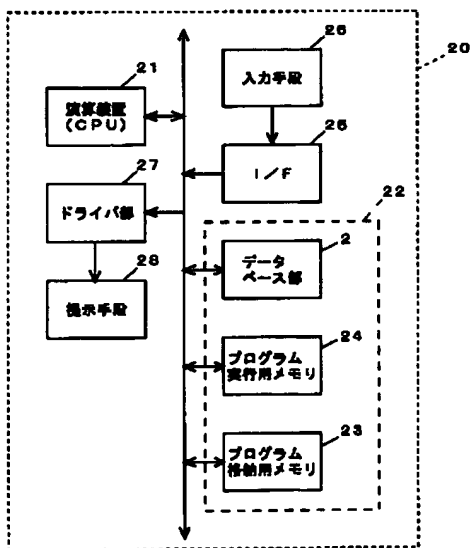 20
21
演算装置
(CPU)
26
入力手段
25
I/F
27
ドライバ部
22
28
提示手段
2
データ
ベース部
24
プログラム
実行用メモリ
23
プログラム
格納用メモリ